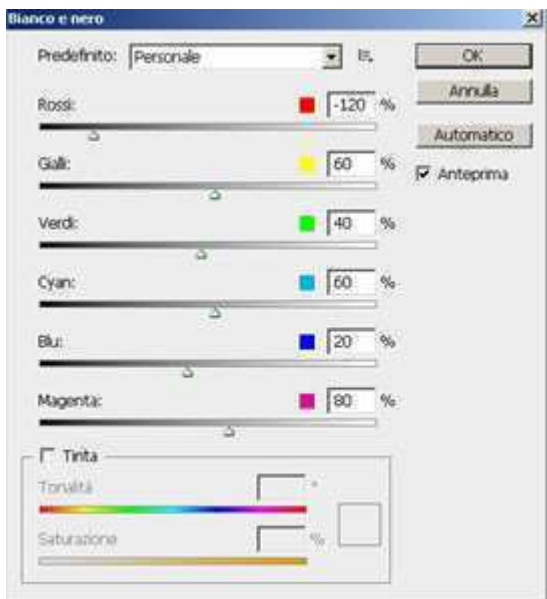 Bianco e nero
Predefinito: Personale
OK
Annulla
Automatico
Anteprima
Rossi: -120 %
Gialli: 60 %
Verdi: 40 %
Cyan: 60 %
Blu: 20 %
Magenta: 80 %
Tinta
Tonalità °
Saturazione %